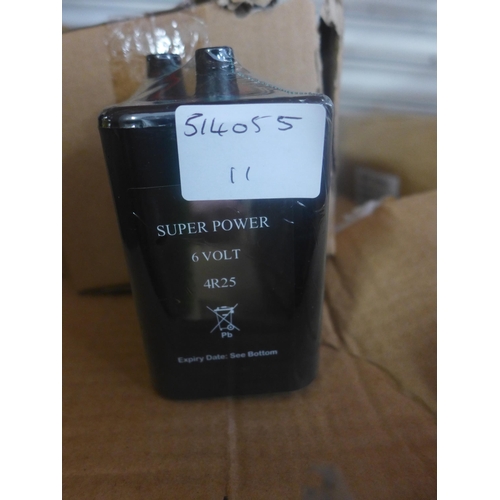 514055
11
SUPER POWER
6 VOLT
4R25
Pb
Expiry Date: See Bottom